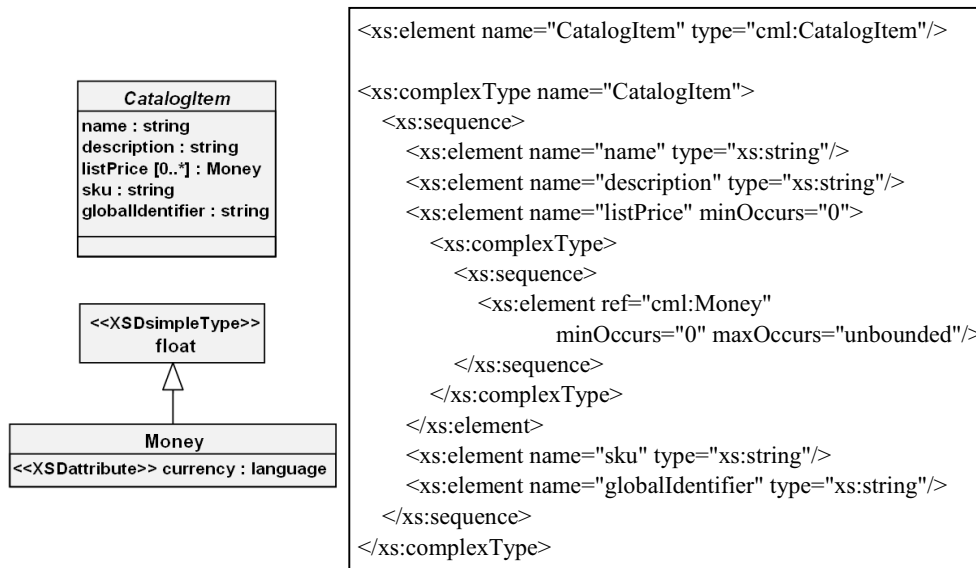 CatalogItem
name : string
description : string
listPrice [0..*] : Money
sku : string
globalIdentifier : string
<<XSDsimpleType>>
float
Money
<<XSDattribute>> currency : language
<xs:element name="CatalogItem" type="cml:CatalogItem"/>
<xs:complexType name="CatalogItem">
<xs:sequence>
<xs:element name="name" type="xs:string"/>
<xs:element name="description" type="xs:string"/>
<xs:element name="listPrice" minOccurs="0">
<xs:complexType>
<xs:sequence>
<xs:element ref="cml:Money"
minOccurs="0" maxOccurs="unbounded"/>
</xs:sequence>
</xs:complexType>
</xs:element>
<xs:element name="sku" type="xs:string"/>
<xs:element name="globalIdentifier" type="xs:string"/>
</xs:sequence>
</xs:complexType>